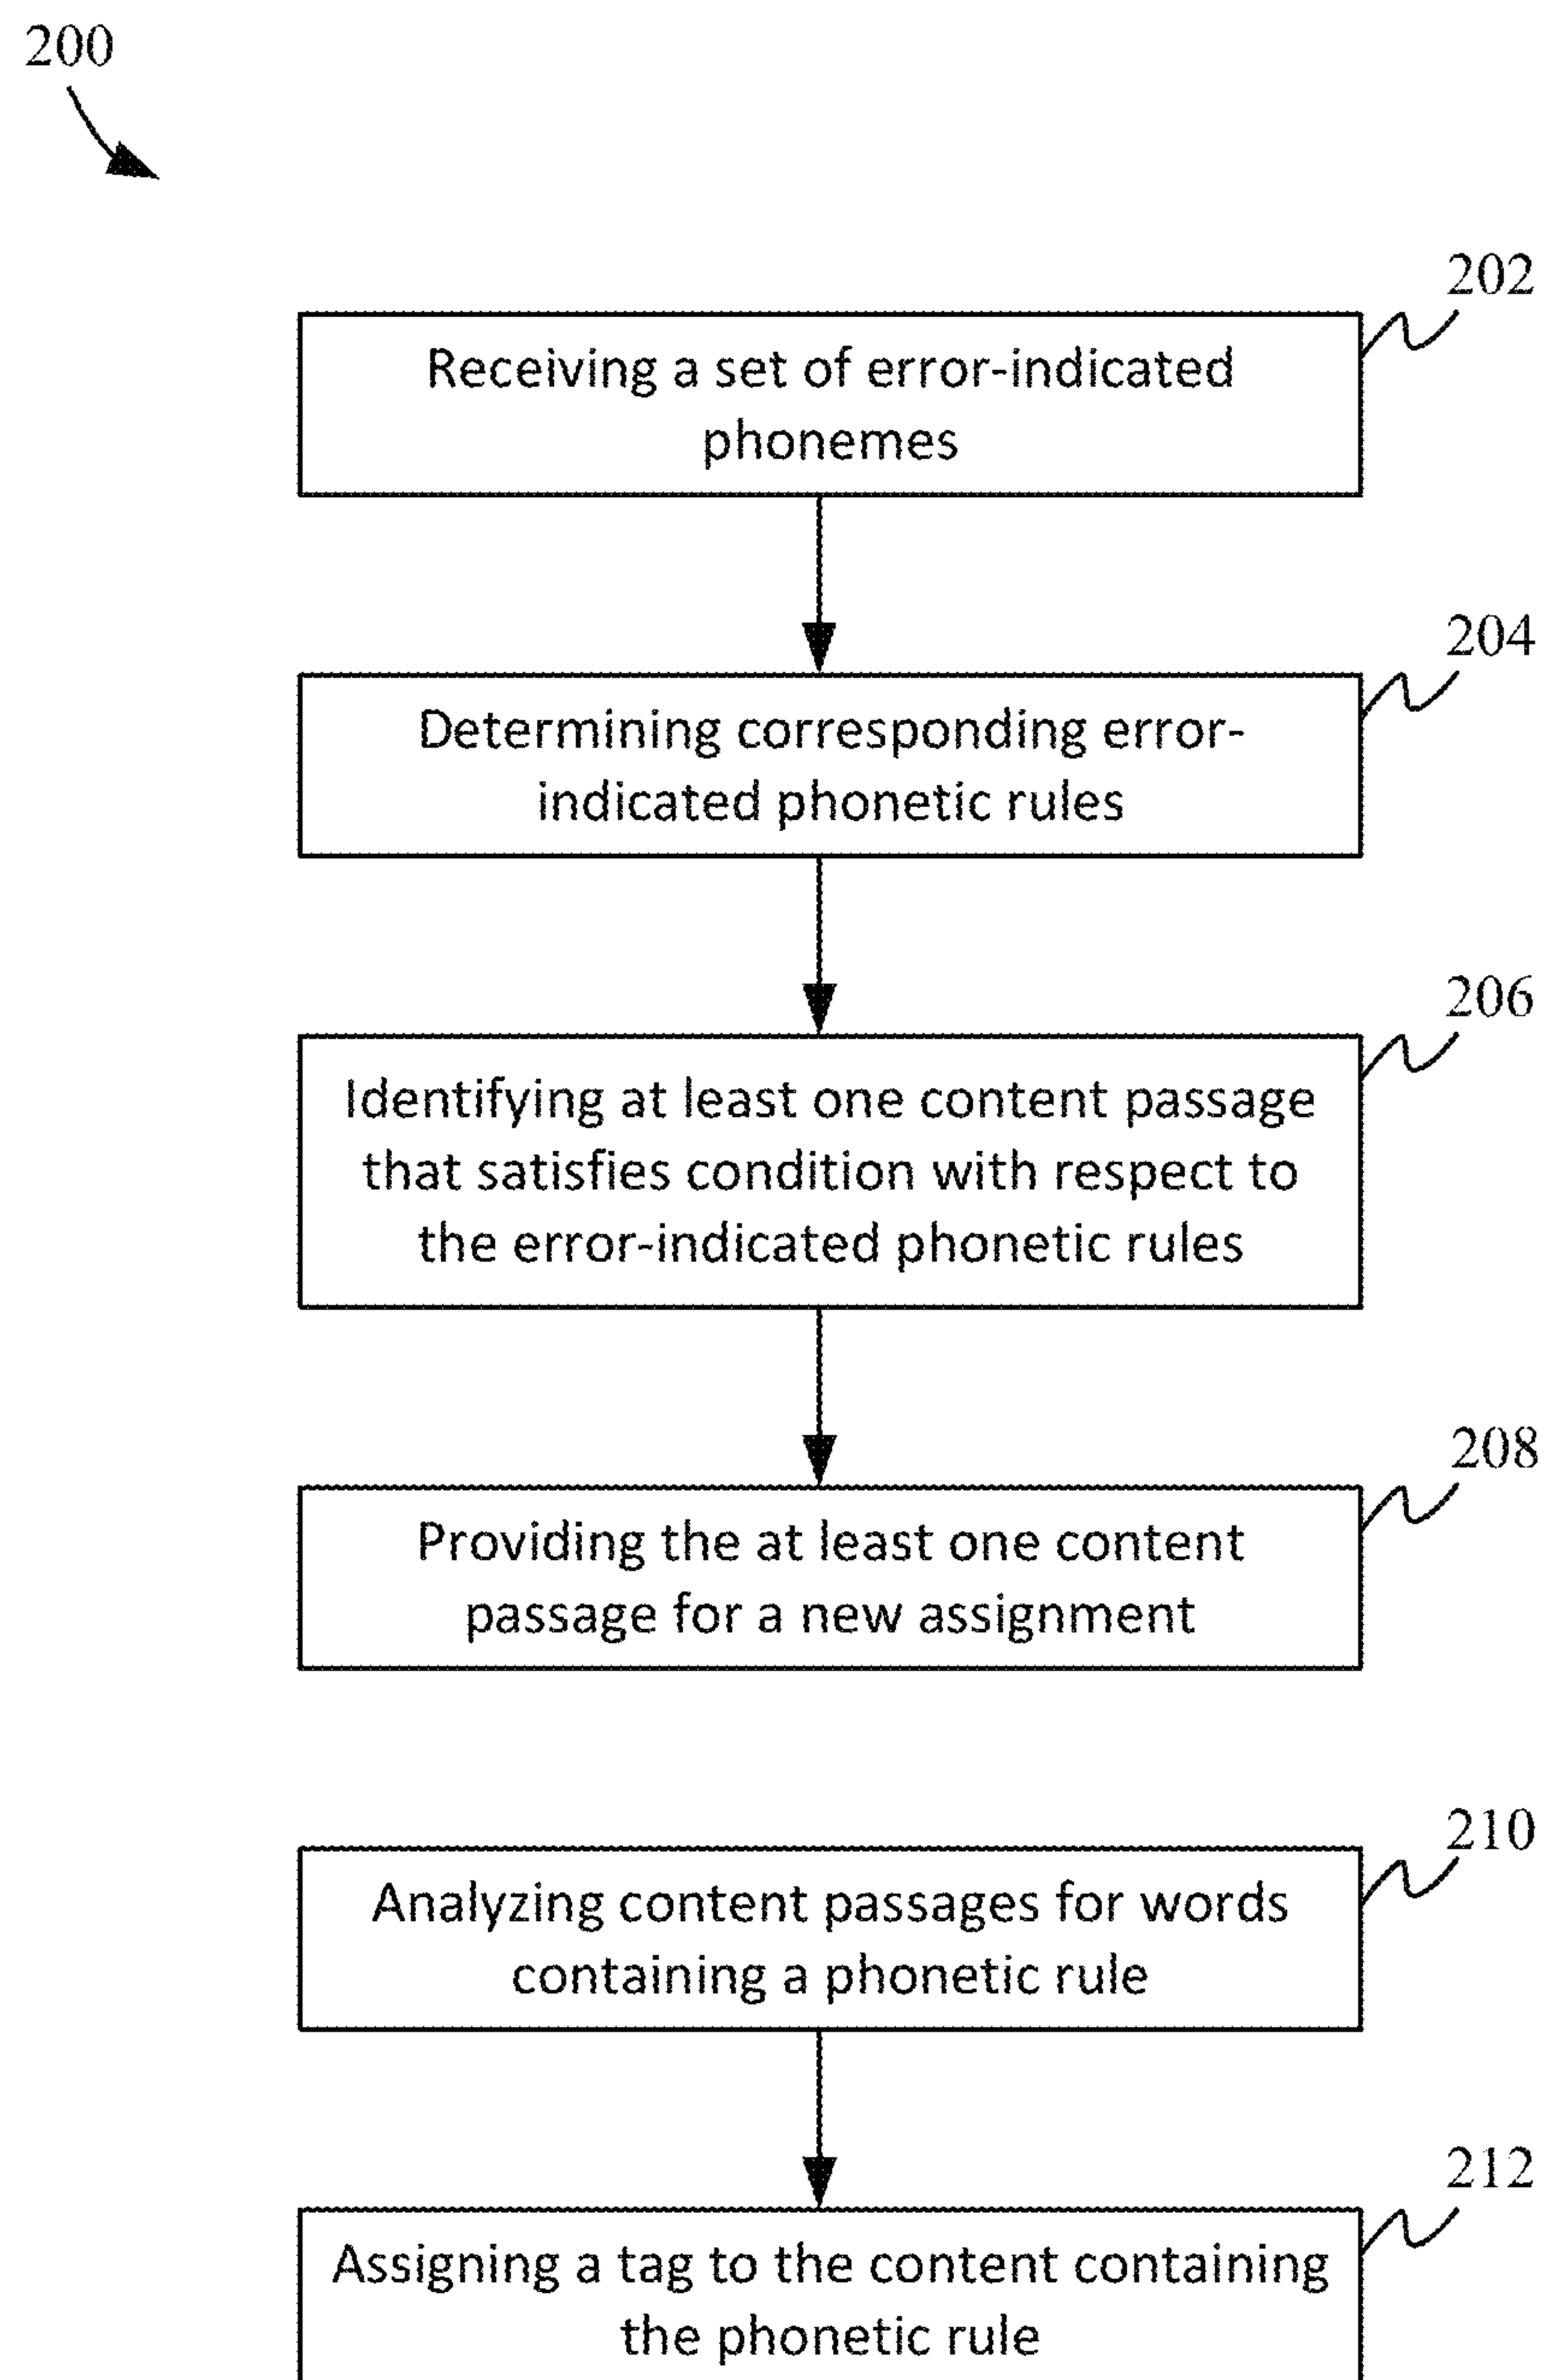 200
202
Receiving a set of error-indicated
phonemes
204
Determining corresponding error-
indicated phonetic rules
206
Identifying at least one content passage
that satisfies condition with respect to
the error-indicated phonetic rules
208
Providing the at least one content
passage for a new assignment
210
Analyzing content passages for words
containing a phonetic rule
212
Assigning a tag to the content containing
the phonetic rule